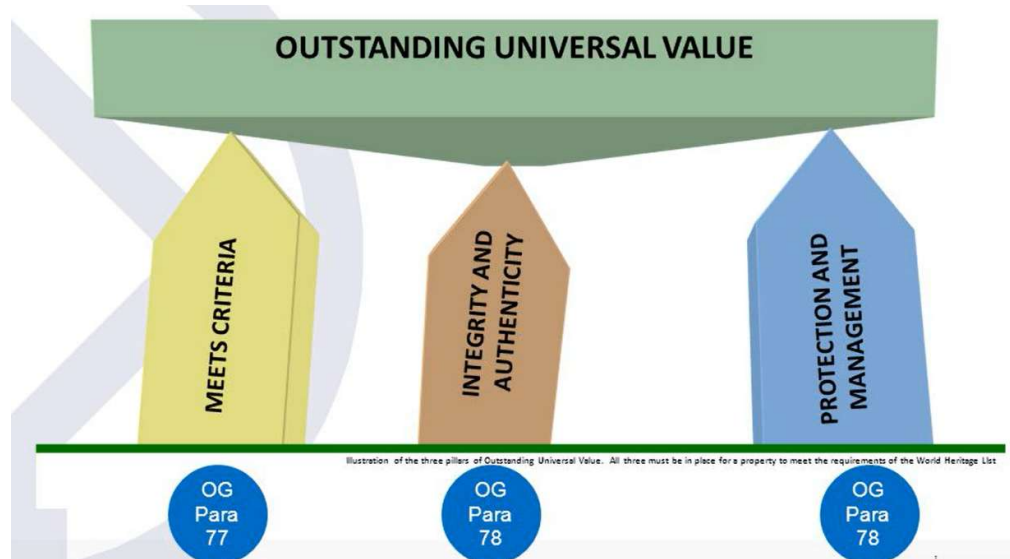 OUTSTANDING UNIVERSAL VALUE
MEETS CRITERIA
INTEGRITY AND
AUTHENTICITY
PROTECTION AND
MANAGEMENT
Illustration of the three pillars of Outstanding Universal Value. All three must be in place for a property to meet the requirements of the World Heritage List
OG
Para
77
OG
Para
78
OG
Para
78